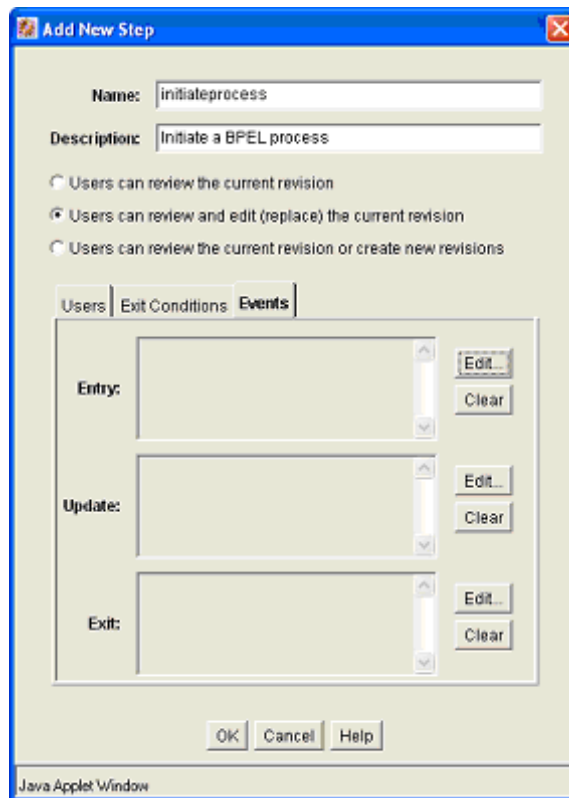 Add New Step
Name: initiateprocess
Description: Initiate a BPEL process
Users can review the current revision
Users can review and edit (replace) the current revision
Users can review the current revision or create new revisions
Users Exit Conditions Events
Entry:
Edit...
Clear
Update:
Edit...
Clear
Exit:
Edit...
Clear
OK Cancel Help
Java Applet Window